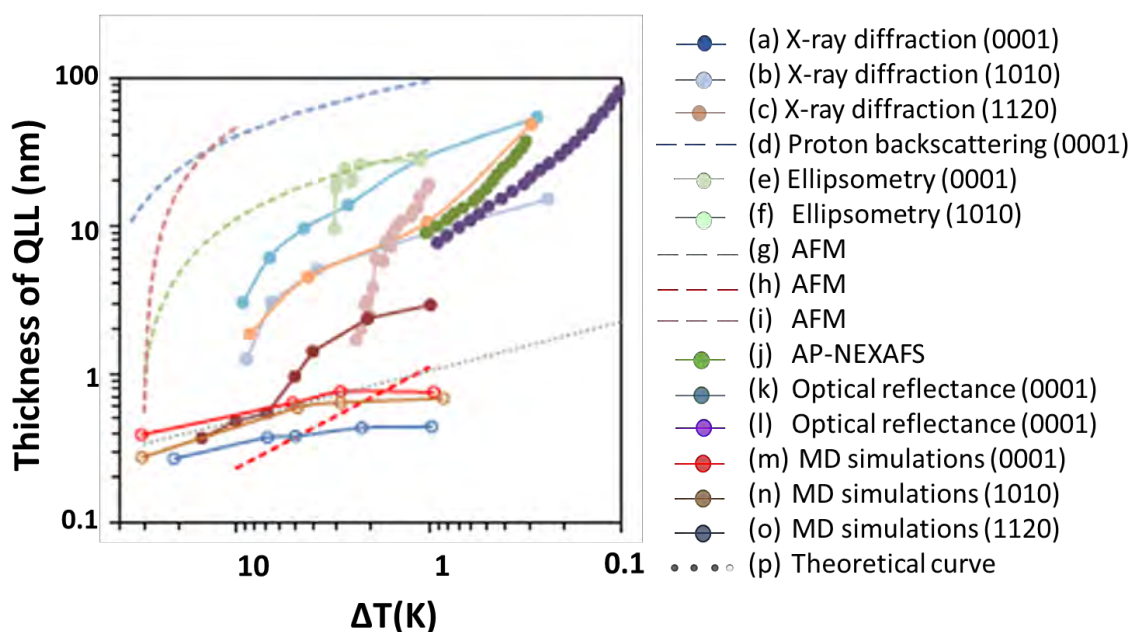 100
10
1
0.1
Thickness of QLL (nm)
10
1
0.1
ΔT(K)
(a) X-ray diffraction (0001)
(b) X-ray diffraction (1010)
(c) X-ray diffraction (1120)
(d) Proton backscattering (0001)
(e) Ellipsometry (0001)
(f) Ellipsometry (1010)
(g) AFM
(h) AFM
(i) AFM
(j) AP-NEXAFS
(k) Optical reflectance (0001)
(l) Optical reflectance (0001)
(m) MD simulations (0001)
(n) MD simulations (1010)
(o) MD simulations (1120)
(p) Theoretical curve